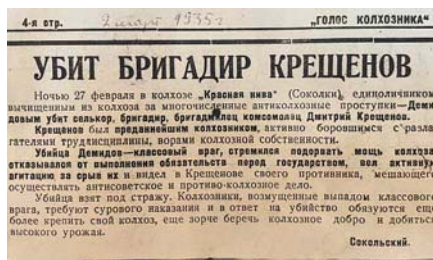 4-я стр.
2 март 1935 г
„ГОЛОС КОЛХОЗНИКА"
УБИТ БРИГАДИР КРЕЩЕНОВ
Ночью 27 февраля в колхозе „Красная нива" (Соколки), единоличником
вычищенным из колхоза за многочисленные антиколхозные проступки—Деми-
довым убит селькор, бригадир, бригадмилец комсомолец Дмитрий Крещенов.
Крещенов был преданнейшим колхозником, активно боровшимся с разла-
гателями трудисциплины, ворами колхозной собственности.
Убийца Демидов—классовый враг, стремился подорвать мощь колхоза
отказывался от выполнения обязательств перед государством, вел активную
агитацию за срыв их и видел в Крещенове своего противника, мешающего
осуществлять антисоветское и противо-колхозное дело.
Убийца взят под стражу. Колхозники, возмущенные выпадом классового
врага, требуют сурового наказания и в ответ на убийство обязуются еще
более крепить свой колхоз, еще зорче беречь колхозное добро и добиться
высокого урожая.
Сокольский.